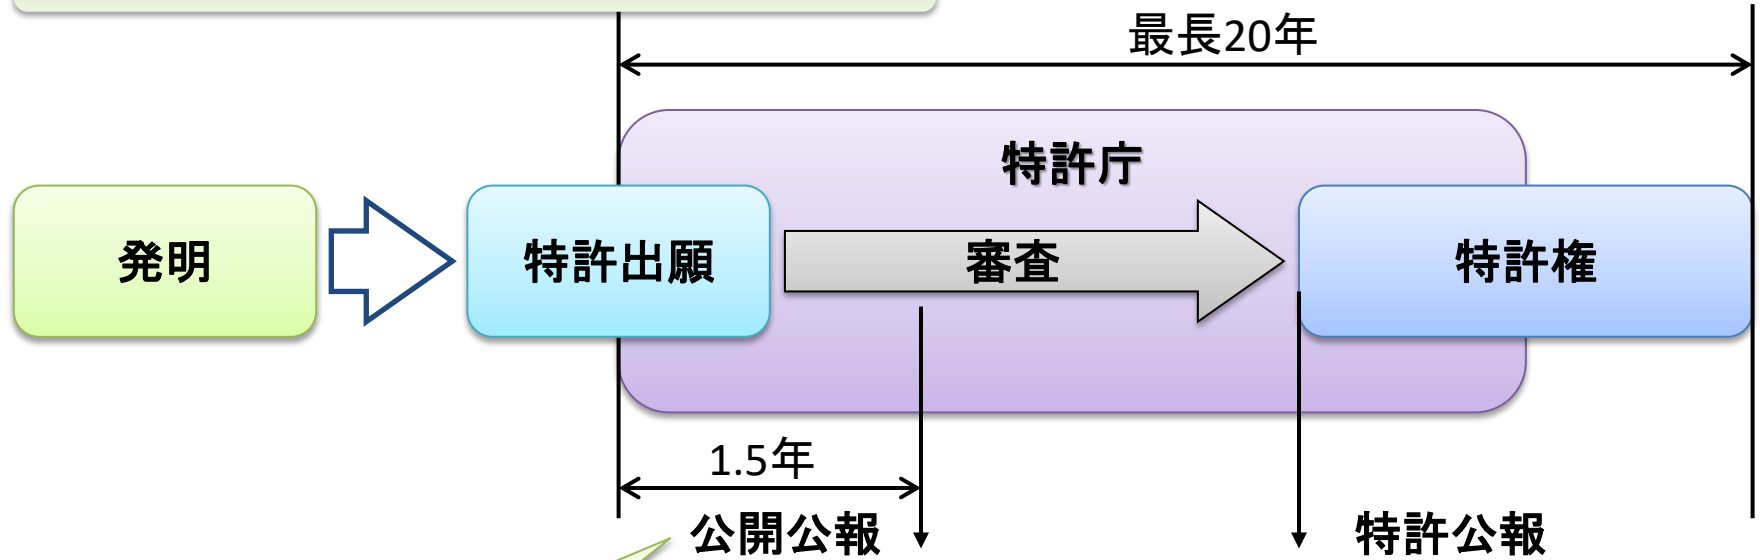 最長20年
特許庁
発明
特許出願
審査
特許権
1.5年
公開公報
特許公報